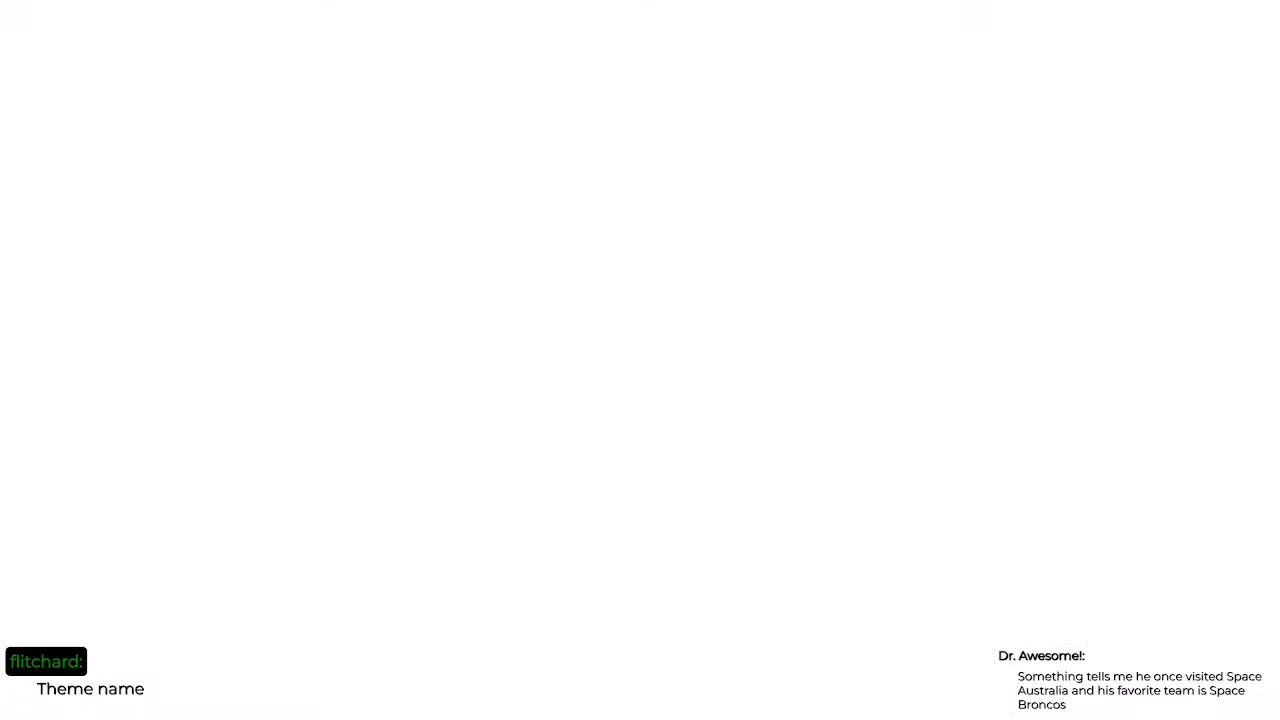 flitchard:
Theme name
Dr. Awesome!:
Something tells me he once visited Space
Australia and his favorite team is Space
Broncos